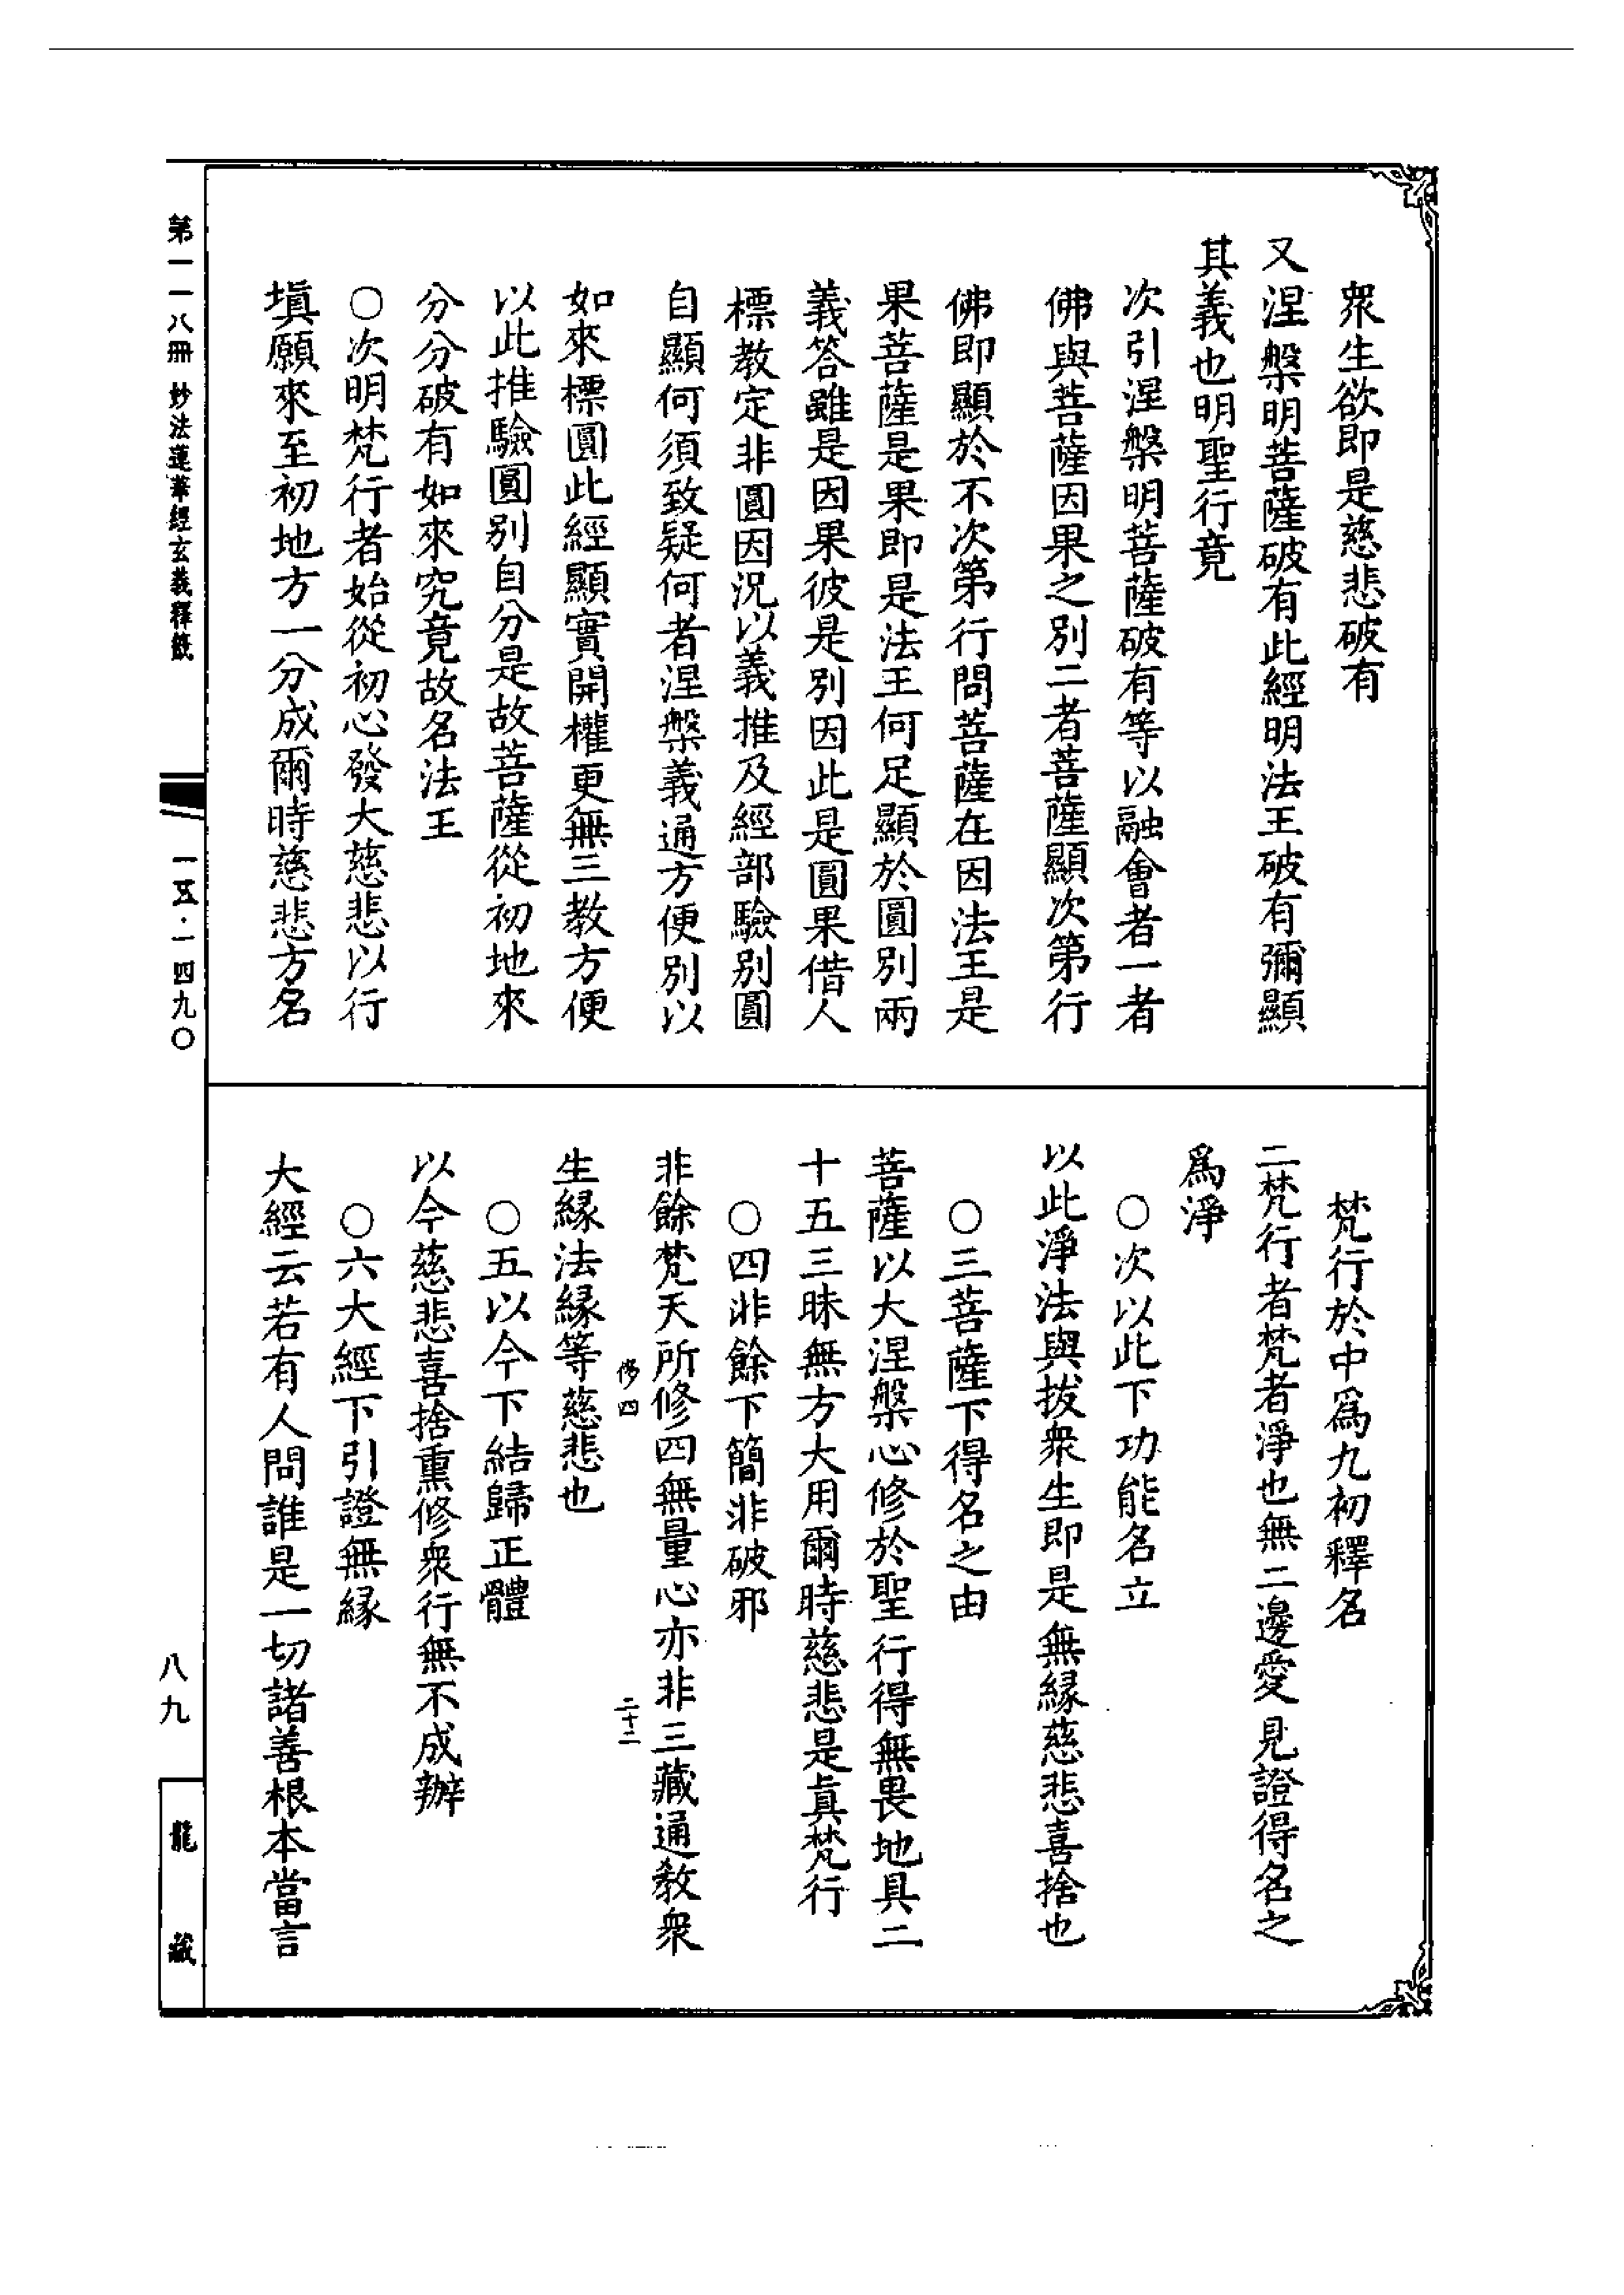 衆生欲即是慈悲破有
又涅槃明菩薩破有此經明法王破有彌顯
其義也明聖行竟
次引涅槃明菩薩破有等以融會者一者
佛與菩薩因果之別二者菩薩顯次第行
佛即顯於不次第行問菩薩在因法王是
果菩薩是果即是法王何足顯於圓別兩
義答雖是因果彼是別因此是圓果借人
標教定非圓因況以義推及經部驗別圓
自顯何須致疑何者涅槃義通方便別以
如來標圓此經顯實開權更無三教方便
以此推驗圓別自分是故菩薩從初地來
分分破有如來究竟故名法王
○次明梵行者始從初心發大慈悲以行
填願來至初地方一分成爾時慈悲方名
梵行於中爲九初釋名
二梵行者梵者淨也無二邊愛見證得名之
爲淨
○次以此下功能名立
以此淨法與拔衆生即是無緣慈悲喜捨也
○三菩薩下得名之由
菩薩以大涅槃心修於聖行得無畏地具二
十五三昧無方大用爾時慈悲是眞梵行
○四非餘下簡非破邪
非餘梵天所修四無量心亦非三藏通教衆
侈四
二十二
生緣法緣等慈悲也
○五以今下結歸正體
以今慈悲喜捨熏修衆行無不成辦
○六大經下引證無緣
大經云若有人問誰是一切諸善根本當言
第一一八冊 妙法蓮華經玄義釋籤
一五·一四九〇
八九
龍藏